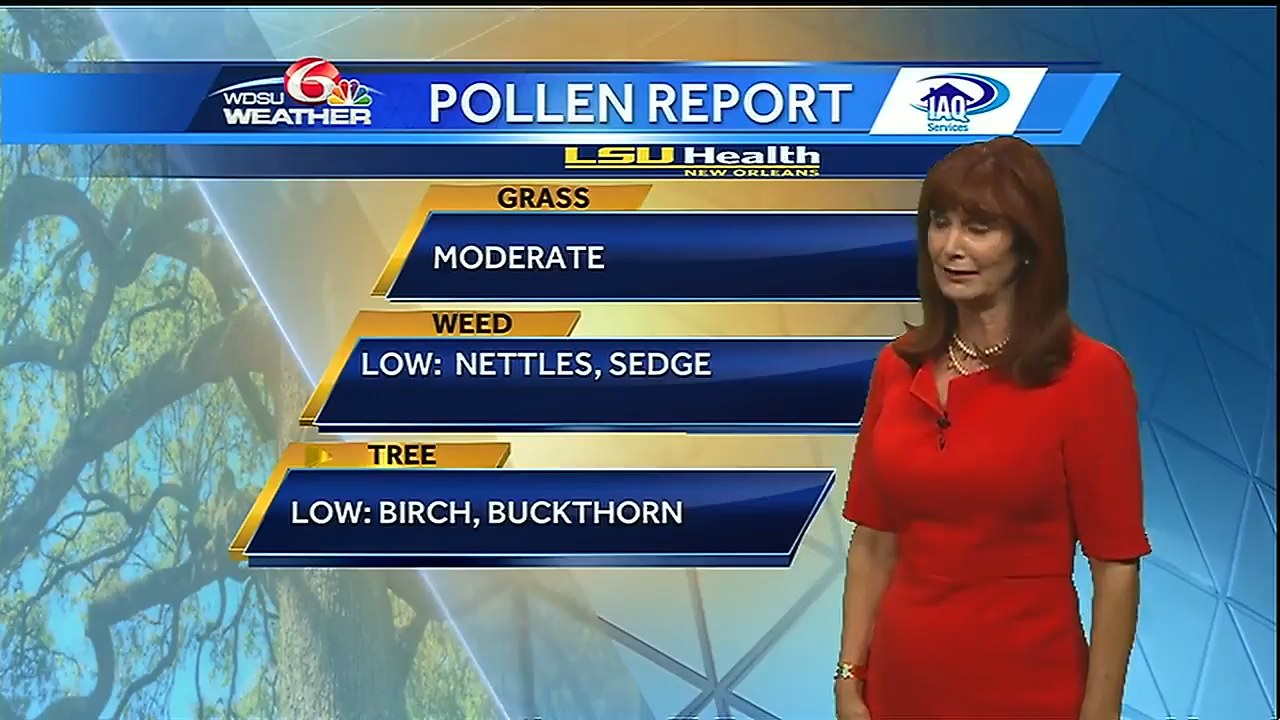 WDSU 6
WEATHER
POLLEN REPORT
IAQ
Services
LSU Health
NEW ORLEANS
GRASS
MODERATE
WEED
LOW: NETTLES, SEDGE
TREE
LOW: BIRCH, BUCKTHORN